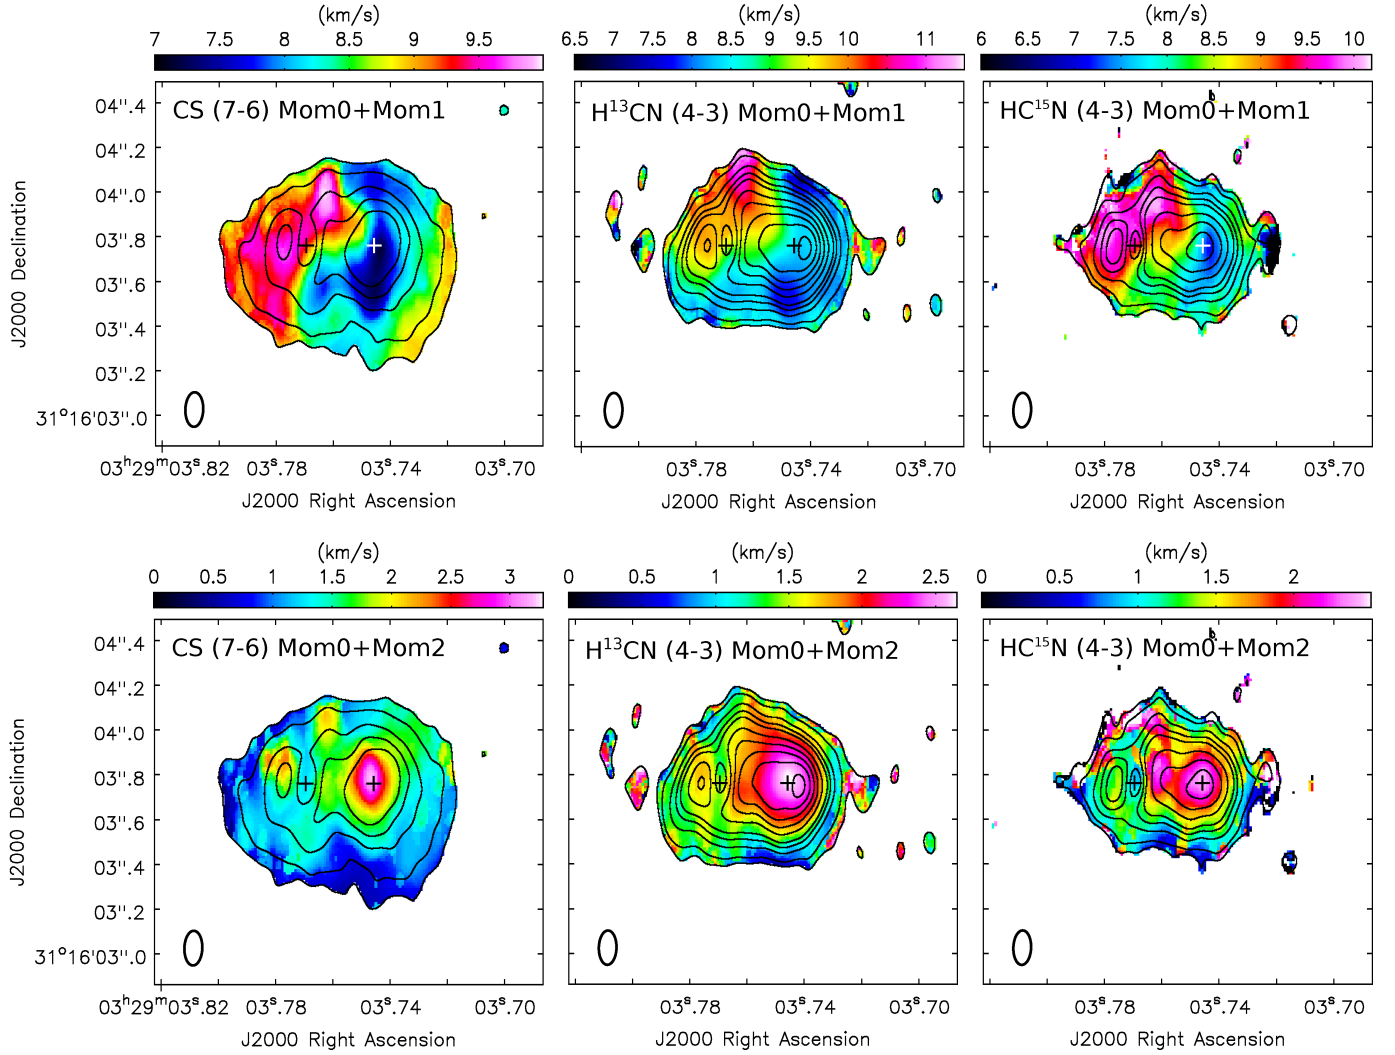 (km/s) (km/s) (km/s)
7 7.5 8 8.5 9 9.5 6.5 7 7.5 8 8.5 9 9.5 10 11 6 6.5 7 7.5 8 8.5 9 9.5 10
CS (7-6) Mom0+Mom1 H¹³CN (4-3) Mom0+Mom1 HC¹⁵N (4-3) Mom0+Mom1
04".4
04".2
04".0
03".8
03".6
03".4
03".2
31°16'03".0
J2000 Declination
03ʰ29ᵐ03ˢ.82 03ˢ.78 03ˢ.74 03ˢ.70 03ˢ.78 03ˢ.74 03ˢ.70 03ˢ.78 03ˢ.74 03ˢ.70
J2000 Right Ascension J2000 Right Ascension J2000 Right Ascension
(km/s) (km/s) (km/s)
0 0.5 1 1.5 2 2.5 3 0 0.5 1 1.5 2 2.5 0 0.5 1 1.5 2
CS (7-6) Mom0+Mom2 H¹³CN (4-3) Mom0+Mom2 HC¹⁵N (4-3) Mom0+Mom2
04".4
04".2
04".0
03".8
03".6
03".4
03".2
31°16'03".0
J2000 Declination
03ʰ29ᵐ03ˢ.82 03ˢ.78 03ˢ.74 03ˢ.70 03ˢ.78 03ˢ.74 03ˢ.70 03ˢ.78 03ˢ.74 03ˢ.70
J2000 Right Ascension J2000 Right Ascension J2000 Right Ascension